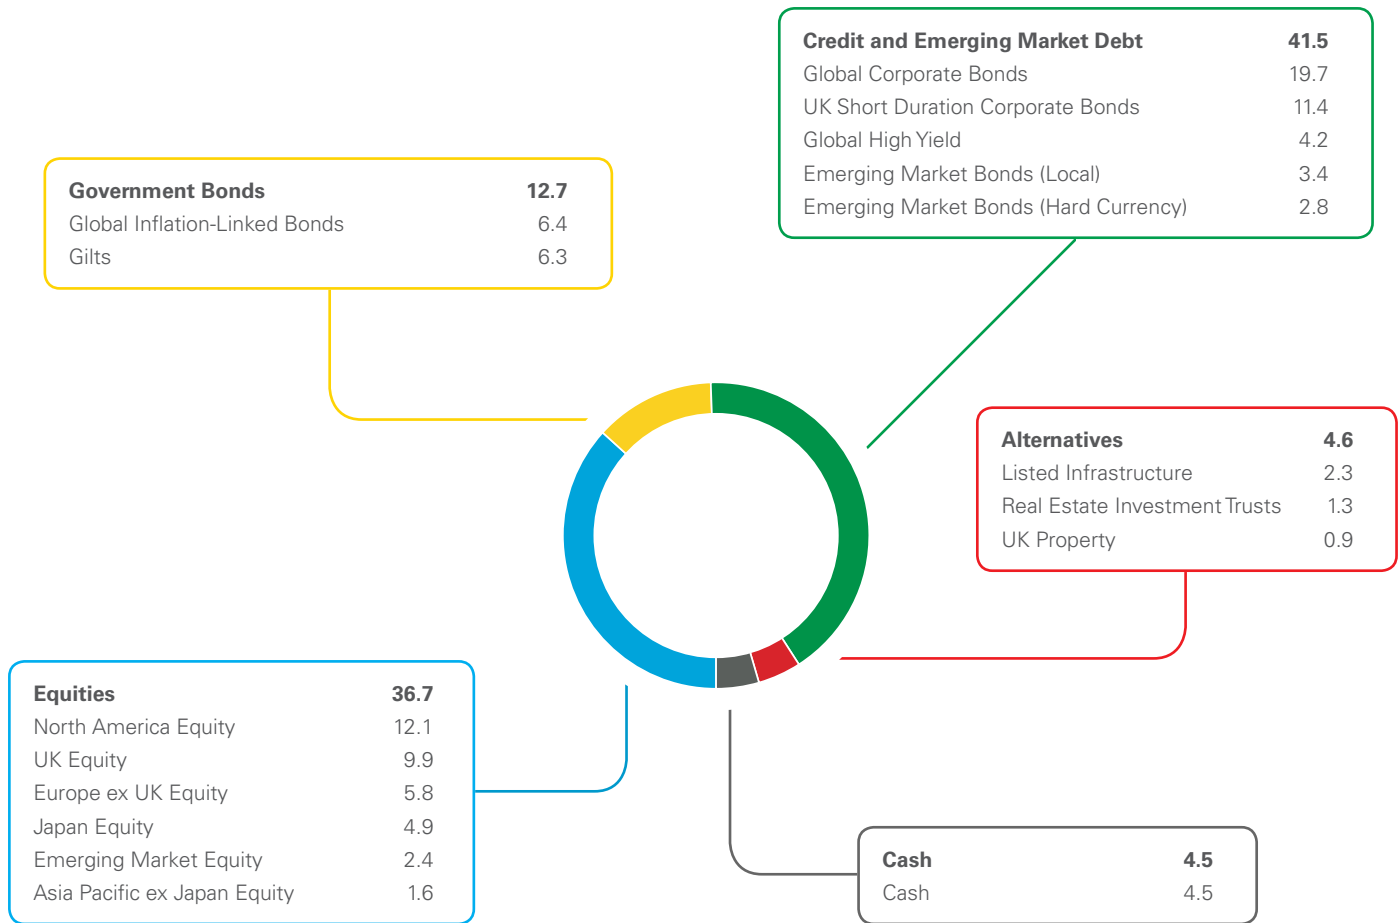 Credit and Emerging Market Debt 41.5
Global Corporate Bonds 19.7
UK Short Duration Corporate Bonds 11.4
Global High Yield 4.2
Emerging Market Bonds (Local) 3.4
Emerging Market Bonds (Hard Currency) 2.8
Government Bonds 12.7
Global Inflation-Linked Bonds 6.4
Gilts 6.3
Alternatives 4.6
Listed Infrastructure 2.3
Real Estate Investment Trusts 1.3
UK Property 0.9
Equities 36.7
North America Equity 12.1
UK Equity 9.9
Europe ex UK Equity 5.8
Japan Equity 4.9
Emerging Market Equity 2.4
Asia Pacific ex Japan Equity 1.6
Cash 4.5
Cash 4.5